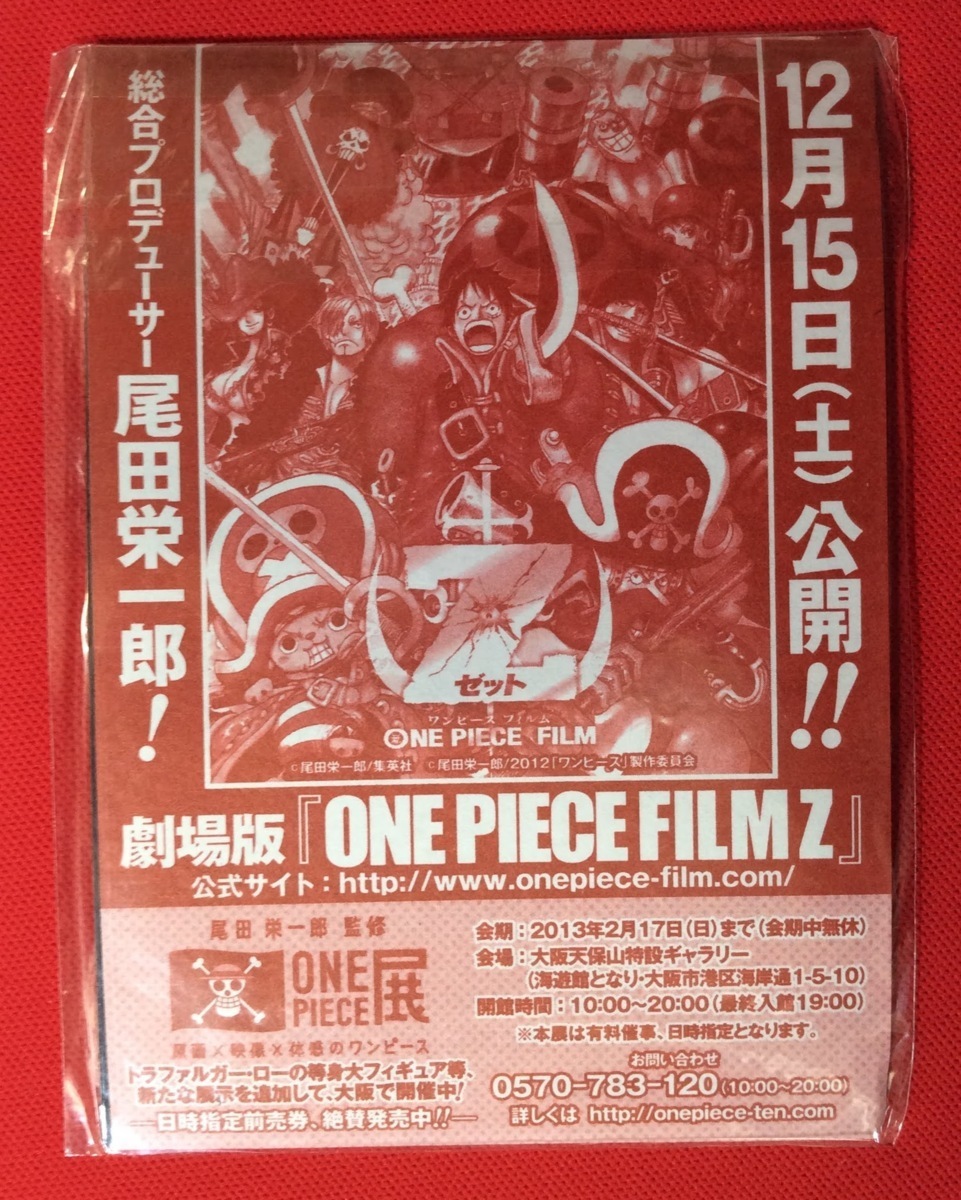 12月15日(土)公開!!
総合プロデューサー尾田栄一郎!
Z
ゼット
ワンピース フィルム
ONE PIECE FILM
©尾田栄一郎/集英社 ©尾田栄一郎/2012「ワンピース」製作委員会
劇場版『ONE PIECE FILM Z』
公式サイト:http://www.onepiece-film.com/
尾田 栄一郎 監修
ONE PIECE展
原画×映像×体感のワンピース
トラファルガー・ローの等身大フィギュア等、
新たな展示を追加して、大阪で開催中!
日時指定前売券、絶賛発売中!!
会期:2013年2月17日(日)まで(会期中無休)
会場:大阪天保山特設ギャラリー
(海遊館となり・大阪市港区海岸通1-5-10)
開館時間:10:00~20:00(最終入館19:00)
※本展は有料催事、日時指定となります。
お問い合わせ
0570-783-120(10:00~20:00)
詳しくは http://onepiece-ten.com